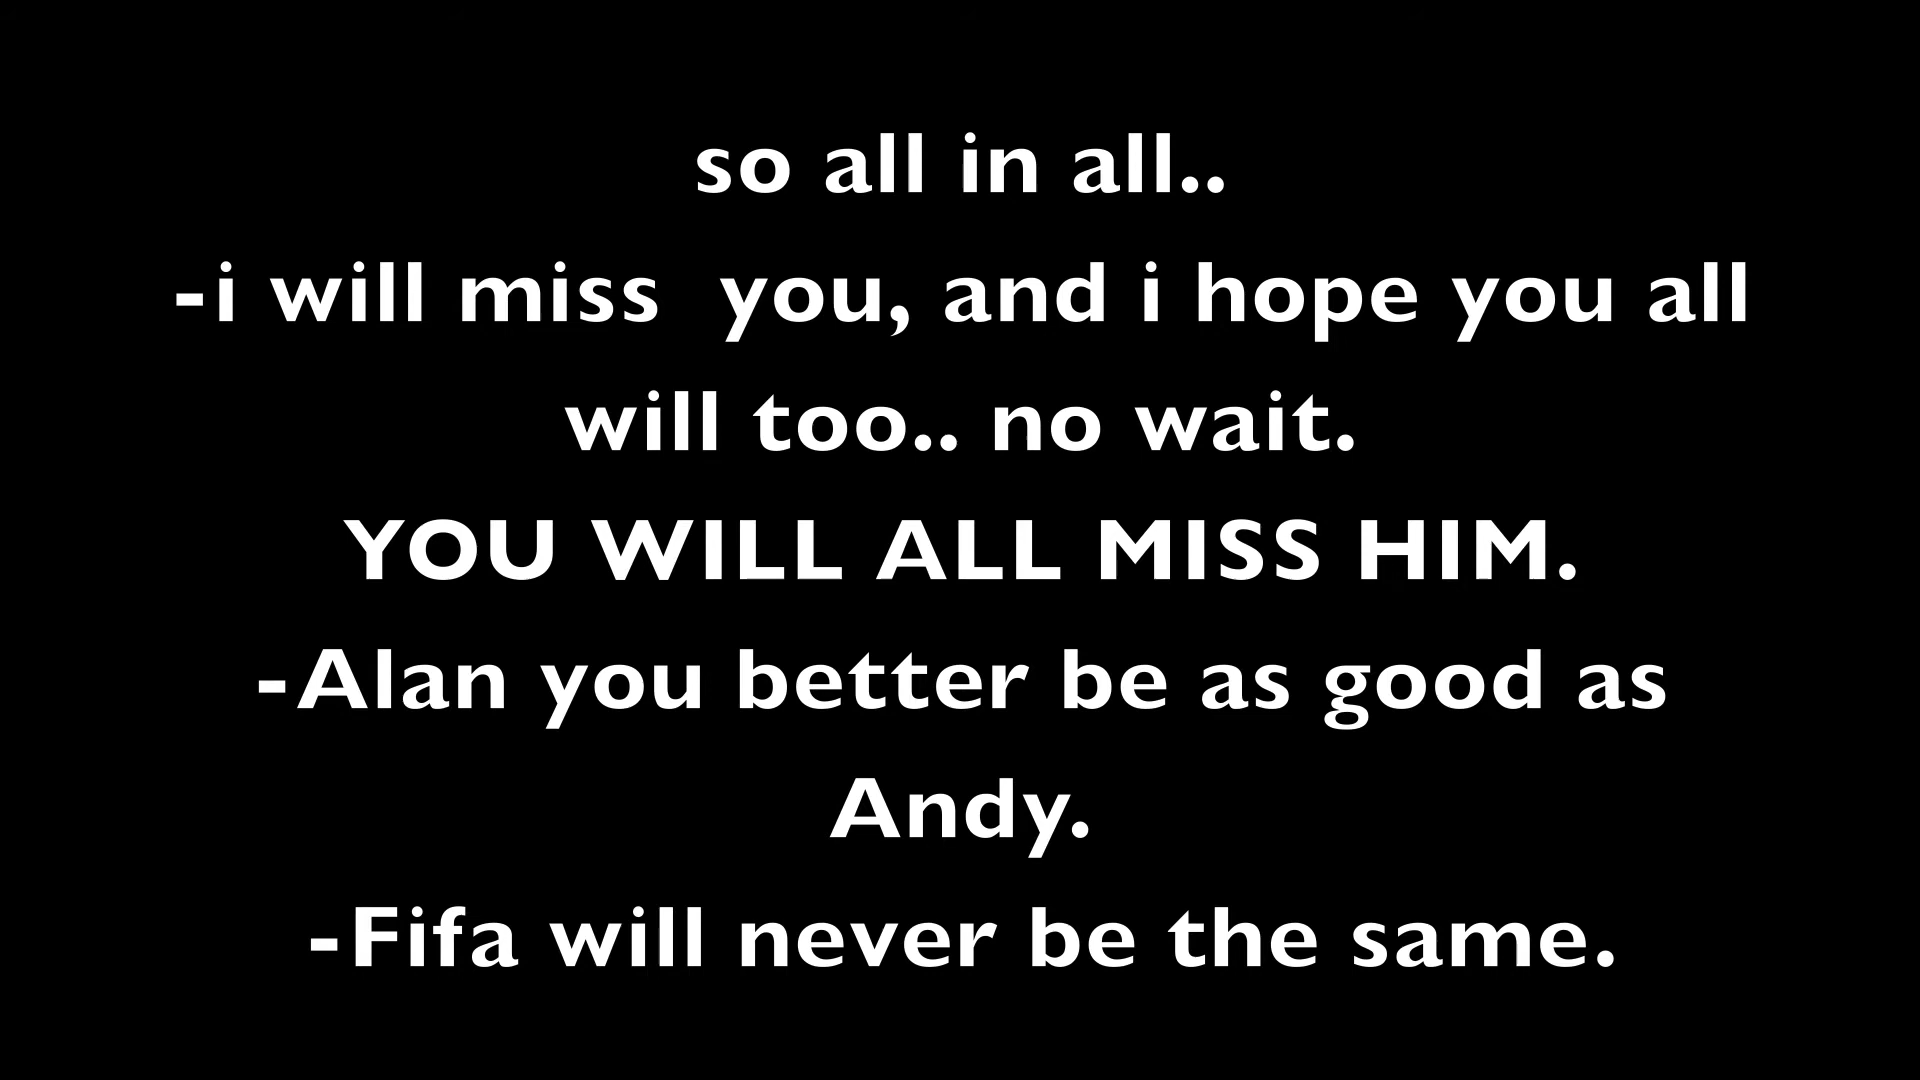 so all in all..
-i will miss  you, and i hope you all
will too.. no wait.
YOU WILL ALL MISS HIM.
-Alan you better be as good as
Andy.
-Fifa will never be the same.